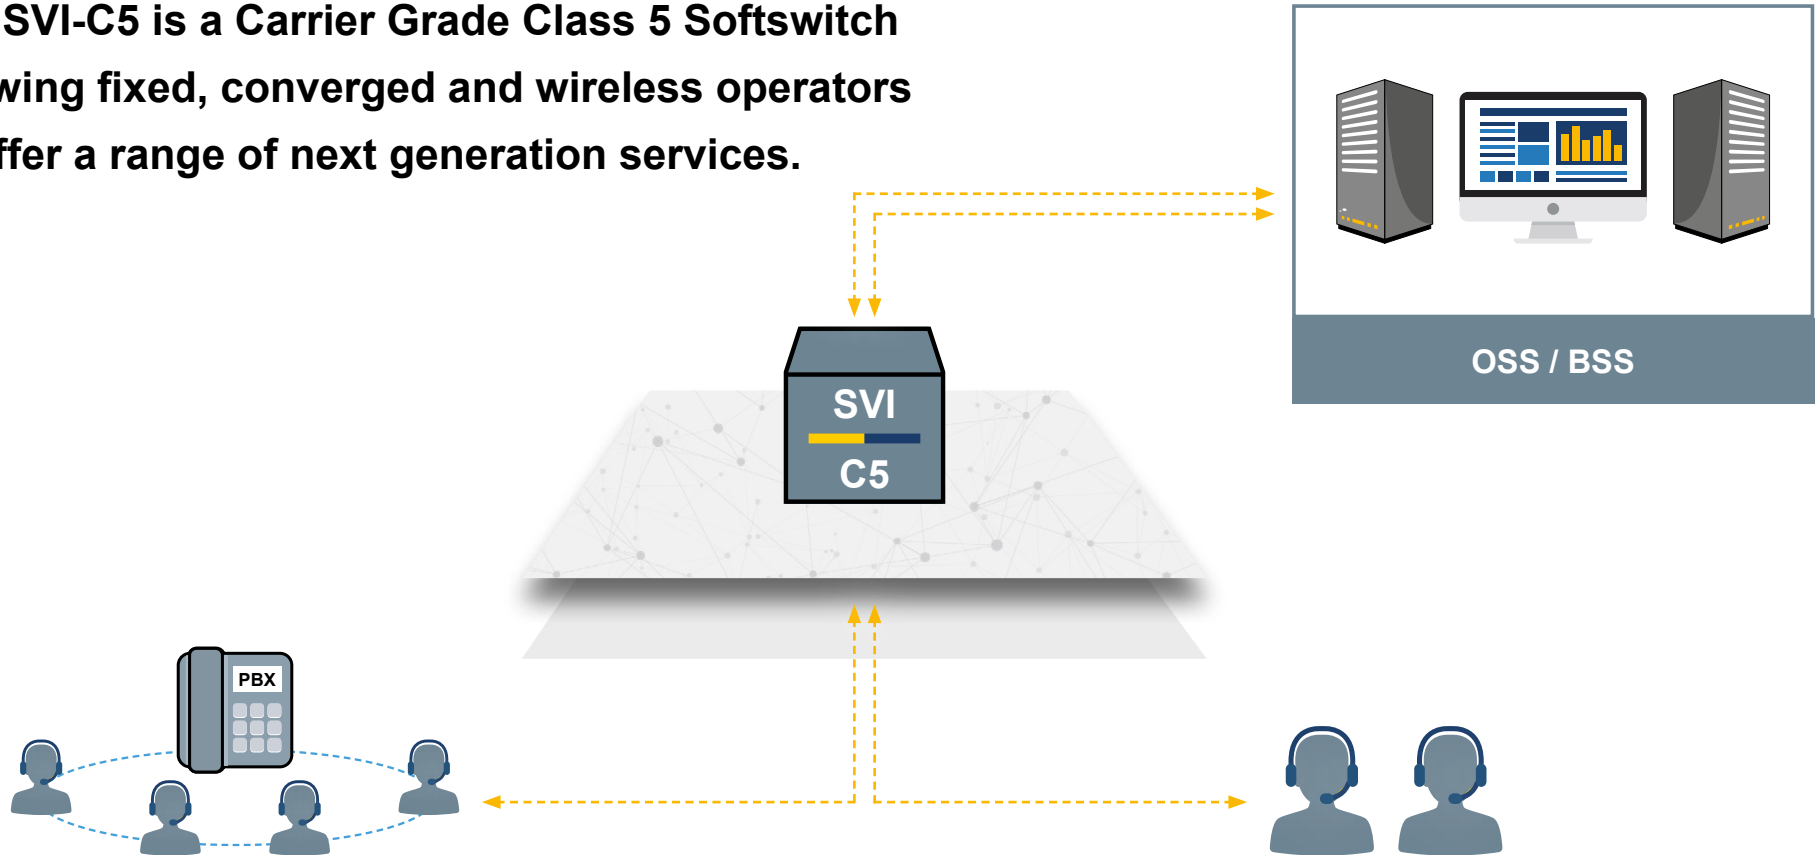 SVI-C5 is a Carrier Grade Class 5 Softswitch
wing fixed, converged and wireless operators
ffer a range of next generation services.
OSS / BSS
SVI
C5
PBX